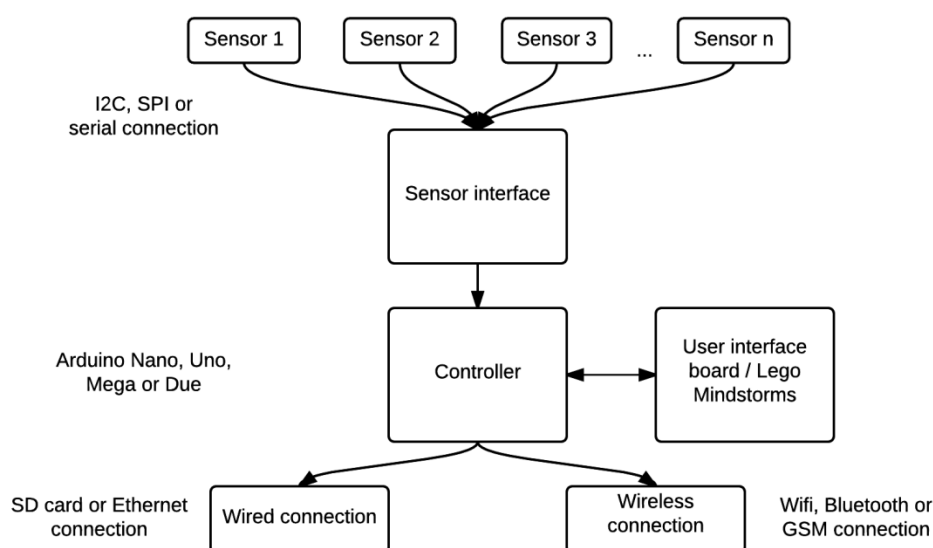 Sensor 1
Sensor 2
Sensor 3
...
Sensor n
I2C, SPI or
serial connection
Sensor interface
Arduino Nano, Uno,
Mega or Due
Controller
User interface
board / Lego
Mindstorms
SD card or Ethernet
connection
Wired connection
Wireless
connection
Wifi, Bluetooth or
GSM connection